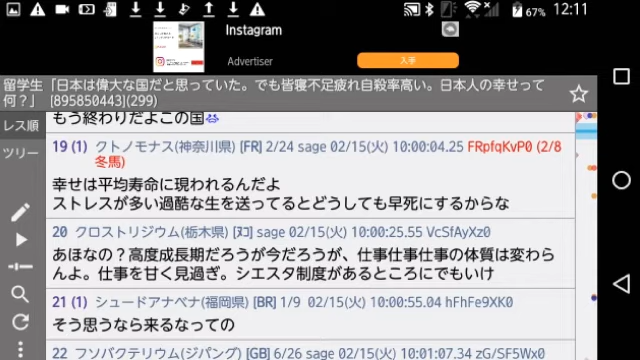 67% 12:11
Instagram
Advertiser
入手
留学生「日本は偉大な国だと思っていた。でも皆寝不足疲れ自殺率高い。日本人の幸せって
何？」 [895850443](299)
レス順
もう終わりだよこの国
ツリー
19 (1) クトノモナス(神奈川県) [FR] 2/24 sage 02/15(火) 10:00:04.25 FRpfqKvP0 (2/8
冬馬)
幸せは平均寿命に現われるんだよ
ストレスが多い過酷な生を送ってるとどうしても早死にするからな
20 クロストリジウム(栃木県) [ﾇｺ] sage 02/15(火) 10:00:25.55 VcSfAyXz0
あほなの？高度成長期だろうが今だろうが、仕事仕事仕事の体質は変わら
んよ。仕事を甘く見過ぎ。シエスタ制度があるところにでもいけ
21 (1) シュードアナベナ(福岡県) [BR] 1/9 02/15(火) 10:00:55.04 hFhFe9XK0
そう思うなら来るなっての
22 フソバクテリウム(ジパング) [GB] 6/26 sage 02/15(火) 10:01:07.34 zG/SF5Wx0